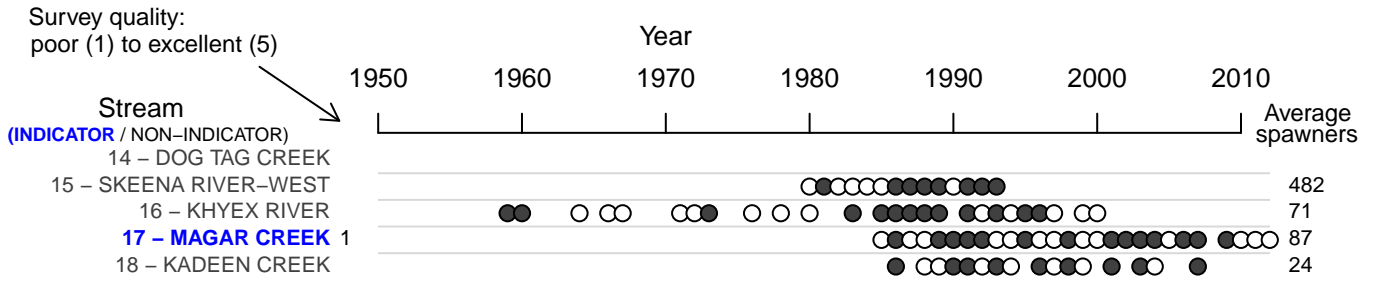 Survey quality:
poor (1) to excellent (5)
Year
1950 1960 1970 1980 1990 2000 2010
Stream
(INDICATOR / NON−INDICATOR)
Average
spawners
14 − DOG TAG CREEK
15 − SKEENA RIVER−WEST 482
16 − KHYEX RIVER 71
17 − MAGAR CREEK 1 87
18 − KADEEN CREEK 24